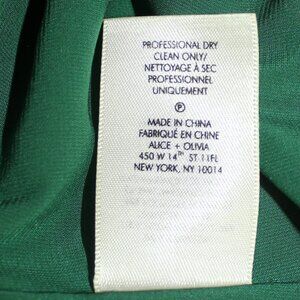 PROFESSIONAL DRY
CLEAN ONLY/
NETTOYAGE À SEC
PROFESSIONNEL
UNIQUEMENT
P
MADE IN CHINA
FABRIQUÉ EN CHINE
ALICE + OLIVIA
450 W 14TH ST 11FL
NEW YORK, NY 10014